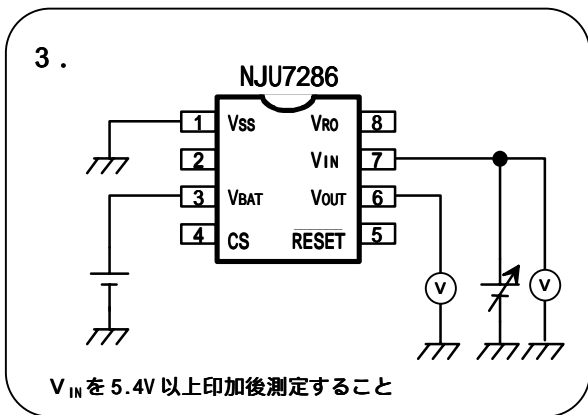 3.
NJU7286
1 VSS VRO 8
2 VIN 7
3 VBAT VOUT 6
4 CS RESET 5
V V
VINを5.4V以上印加後測定すること